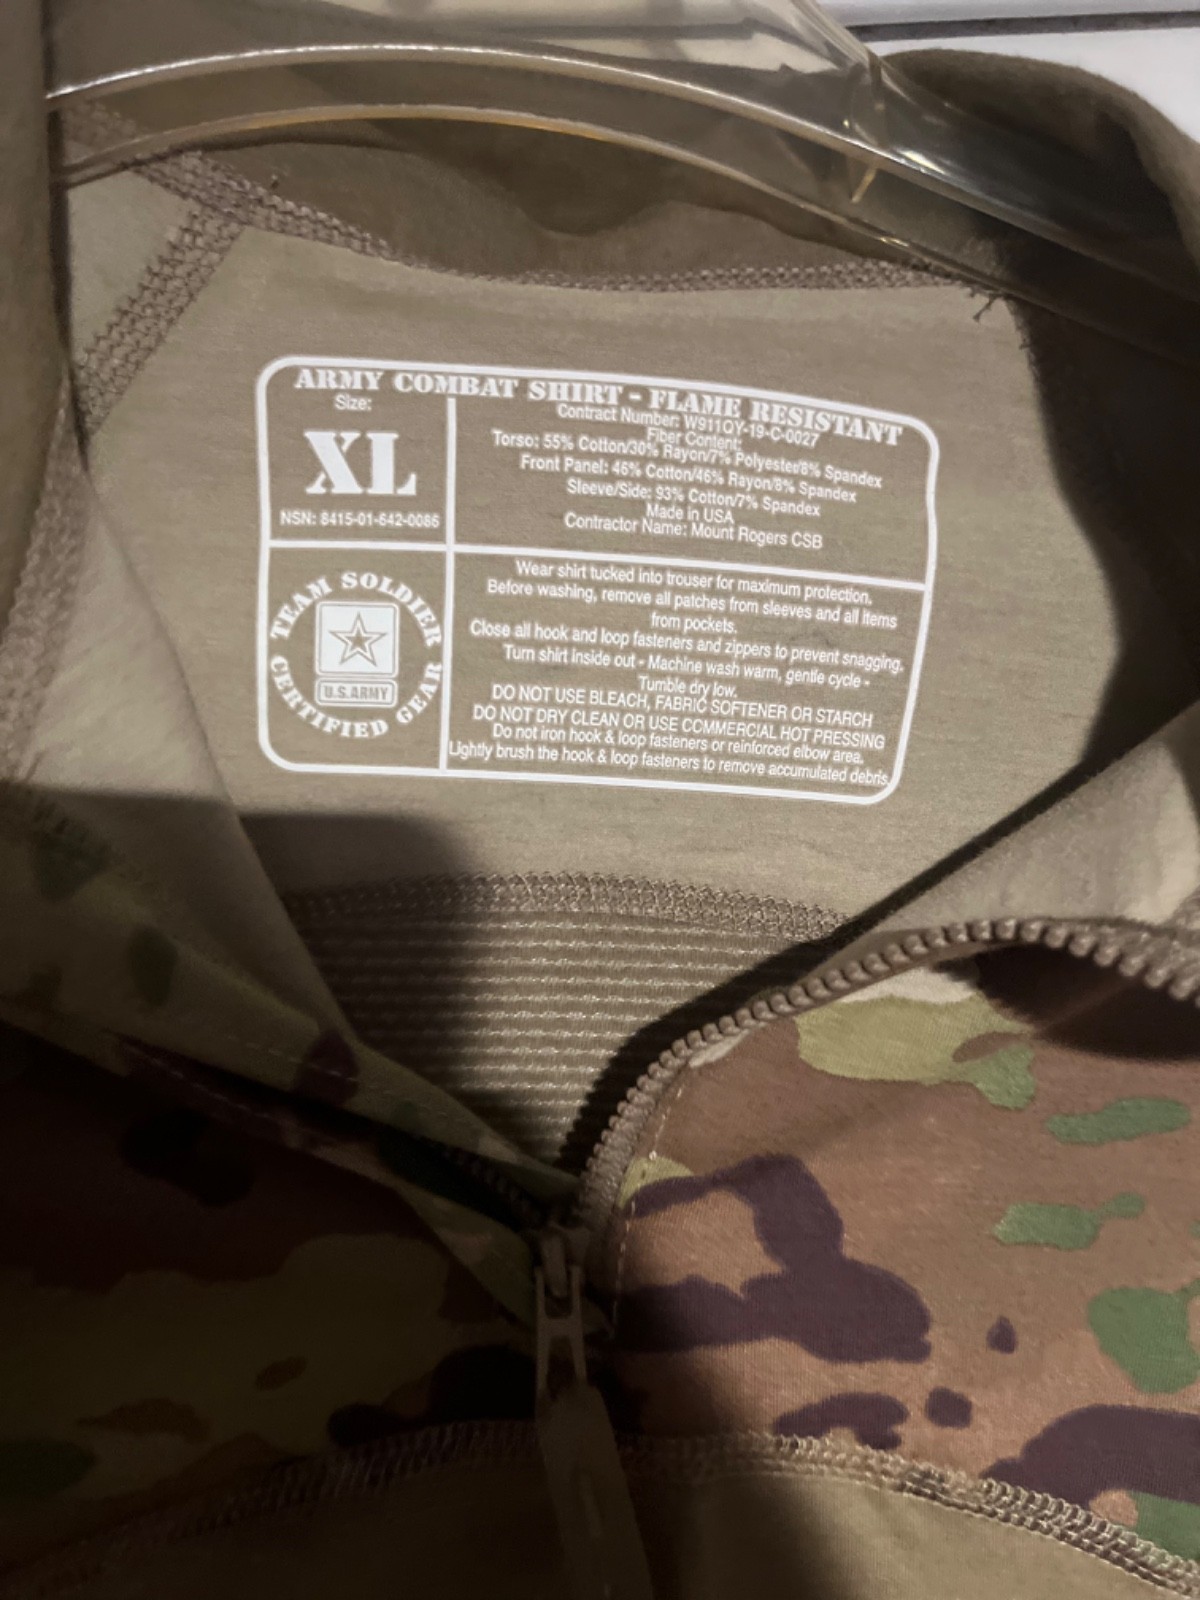 ARMY COMBAT SHIRT - FLAME RESISTANT
Size:
XL
NSN: 8415-01-642-0086
Contract Number: W911QY-19-C-0027
Fiber Content:
Torso: 55% Cotton/30% Rayon/7% Polyester/8% Spandex
Front Panel: 46% Cotton/46% Rayon/8% Spandex
Sleeve/Side: 93% Cotton/7% Spandex
Made in USA
Contractor Name: Mount Rogers CSB
TEAM SOLDIER
U.S.ARMY
CERTIFIED GEAR
Wear shirt tucked into trouser for maximum protection.
Before washing, remove all patches from sleeves and all items
from pockets.
Close all hook and loop fasteners and zippers to prevent snagging.
Turn shirt inside out - Machine wash warm, gentle cycle -
Tumble dry low.
DO NOT USE BLEACH, FABRIC SOFTENER OR STARCH
DO NOT DRY CLEAN OR USE COMMERCIAL HOT PRESSING
Do not iron hook & loop fasteners or reinforced elbow area.
Lightly brush the hook & loop fasteners to remove accumulated debris.